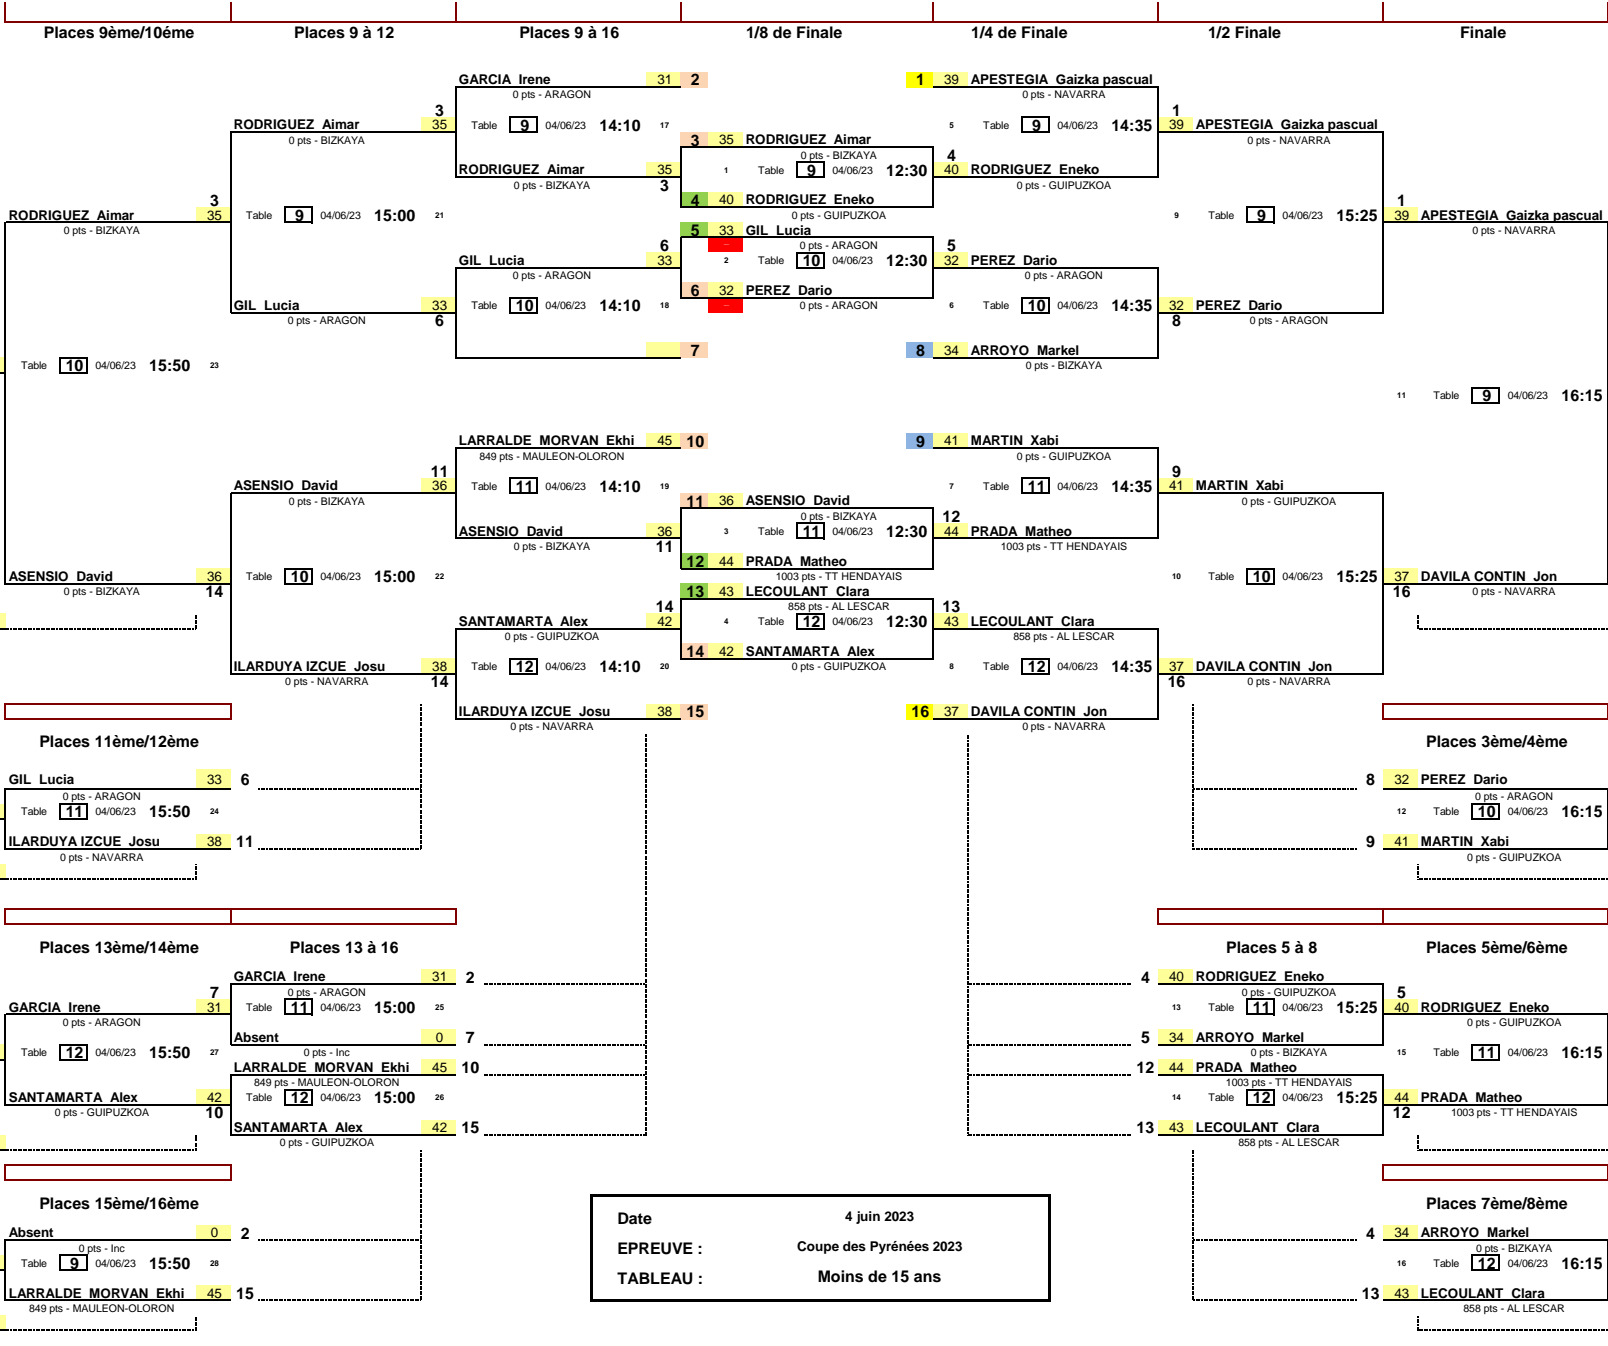 Places 9ème/10éme Places 9 à 12 Places 9 à 16 1/8 de Finale 1/4 de Finale 1/2 Finale Finale
GARCIA Irene 31 2 1 39 APESTEGIA Gaizka pascual
0 pts - ARAGON 0 pts - NAVARRA
3 1
RODRIGUEZ Aimar 35 Table 9 04/06/23 14:10 17 5 Table 9 04/06/23 14:35 39 APESTEGIA Gaizka pascual
0 pts - BIZKAYA 3 35 RODRIGUEZ Aimar 0 pts - NAVARRA
0 pts - BIZKAYA 4
RODRIGUEZ Aimar 35 1 Table 9 04/06/23 12:30 40 RODRIGUEZ Eneko
0 pts - BIZKAYA 3 0 pts - GUIPUZKOA
3 4 40 RODRIGUEZ Eneko 1
RODRIGUEZ Aimar 35 Table 9 04/06/23 15:00 21 0 pts - GUIPUZKOA 9 Table 9 04/06/23 15:25 39 APESTEGIA Gaizka pascual
0 pts - BIZKAYA 5 33 GIL Lucia 0 pts - NAVARRA
6 0 pts - ARAGON 5
GIL Lucia 33 2 Table 10 04/06/23 12:30 32 PEREZ Dario
0 pts - ARAGON 0 pts - ARAGON
6 32 PEREZ Dario
GIL Lucia 33 Table 10 04/06/23 14:10 18 0 pts - ARAGON 6 Table 10 04/06/23 14:35 32 PEREZ Dario
0 pts - ARAGON 6 8 0 pts - ARAGON
7 8 34 ARROYO Markel
Table 10 04/06/23 15:50 23 0 pts - BIZKAYA
11 Table 9 04/06/23 16:15
LARRALDE MORVAN Ekhi 45 10 9 41 MARTIN Xabi
849 pts - MAULEON-OLORON 0 pts - GUIPUZKOA
11 9
ASENSIO David 36 Table 11 04/06/23 14:10 19 7 Table 11 04/06/23 14:35 41 MARTIN Xabi
0 pts - BIZKAYA 11 36 ASENSIO David 0 pts - GUIPUZKOA
0 pts - BIZKAYA 12
ASENSIO David 36 3 Table 11 04/06/23 12:30 44 PRADA Matheo
0 pts - BIZKAYA 11 1003 pts - TT HENDAYAIS
12 44 PRADA Matheo
ASENSIO David 36 Table 10 04/06/23 15:00 22 1003 pts - TT HENDAYAIS 10 Table 10 04/06/23 15:25 37 DAVILA CONTIN Jon
0 pts - BIZKAYA 14 13 43 LECOULANT Clara 16 0 pts - NAVARRA
14 858 pts - AL LESCAR 13
SANTAMARTA Alex 42 4 Table 12 04/06/23 12:30 43 LECOULANT Clara
0 pts - GUIPUZKOA 858 pts - AL LESCAR
14 42 SANTAMARTA Alex
ILARDUYA IZCUE Josu 38 Table 12 04/06/23 14:10 20 0 pts - GUIPUZKOA 8 Table 12 04/06/23 14:35 37 DAVILA CONTIN Jon
0 pts - NAVARRA 14 16 0 pts - NAVARRA
ILARDUYA IZCUE Josu 38 15 16 37 DAVILA CONTIN Jon
0 pts - NAVARRA 0 pts - NAVARRA
Places 11ème/12ème Places 3ème/4ème
GIL Lucia 33 6 8 32 PEREZ Dario
0 pts - ARAGON 0 pts - ARAGON
Table 11 04/06/23 15:50 24 12 Table 10 04/06/23 16:15
ILARDUYA IZCUE Josu 38 11 9 41 MARTIN Xabi
0 pts - NAVARRA 0 pts - GUIPUZKOA
Places 13ème/14ème Places 13 à 16 Places 5 à 8 Places 5ème/6ème
GARCIA Irene 31 2 4 40 RODRIGUEZ Eneko
7 0 pts - ARAGON 0 pts - GUIPUZKOA 5
GARCIA Irene 31 Table 11 04/06/23 15:00 25 13 Table 11 04/06/23 15:25 40 RODRIGUEZ Eneko
0 pts - ARAGON 0 pts - GUIPUZKOA
Absent 0 7 5 34 ARROYO Markel
Table 12 04/06/23 15:50 27 0 pts - Inc 0 pts - BIZKAYA 15 Table 11 04/06/23 16:15
LARRALDE MORVAN Ekhi 45 10 12 44 PRADA Matheo
849 pts - MAULEON-OLORON 1003 pts - TT HENDAYAIS
SANTAMARTA Alex 42 Table 12 04/06/23 15:00 26 14 Table 12 04/06/23 15:25 44 PRADA Matheo
0 pts - GUIPUZKOA 10 12 1003 pts - TT HENDAYAIS
SANTAMARTA Alex 42 15 13 43 LECOULANT Clara
0 pts - GUIPUZKOA 858 pts - AL LESCAR
Places 15ème/16ème Places 7ème/8ème
Date 4 juin 2023
Absent 0 2 4 34 ARROYO Markel
0 pts - Inc EPREUVE : Coupe des Pyrénées 2023 0 pts - BIZKAYA
Table 9 04/06/23 15:50 28 16 Table 12 04/06/23 16:15
TABLEAU : Moins de 15 ans
LARRALDE MORVAN Ekhi 45 15 13 43 LECOULANT Clara
849 pts - MAULEON-OLORON 858 pts - AL LESCAR